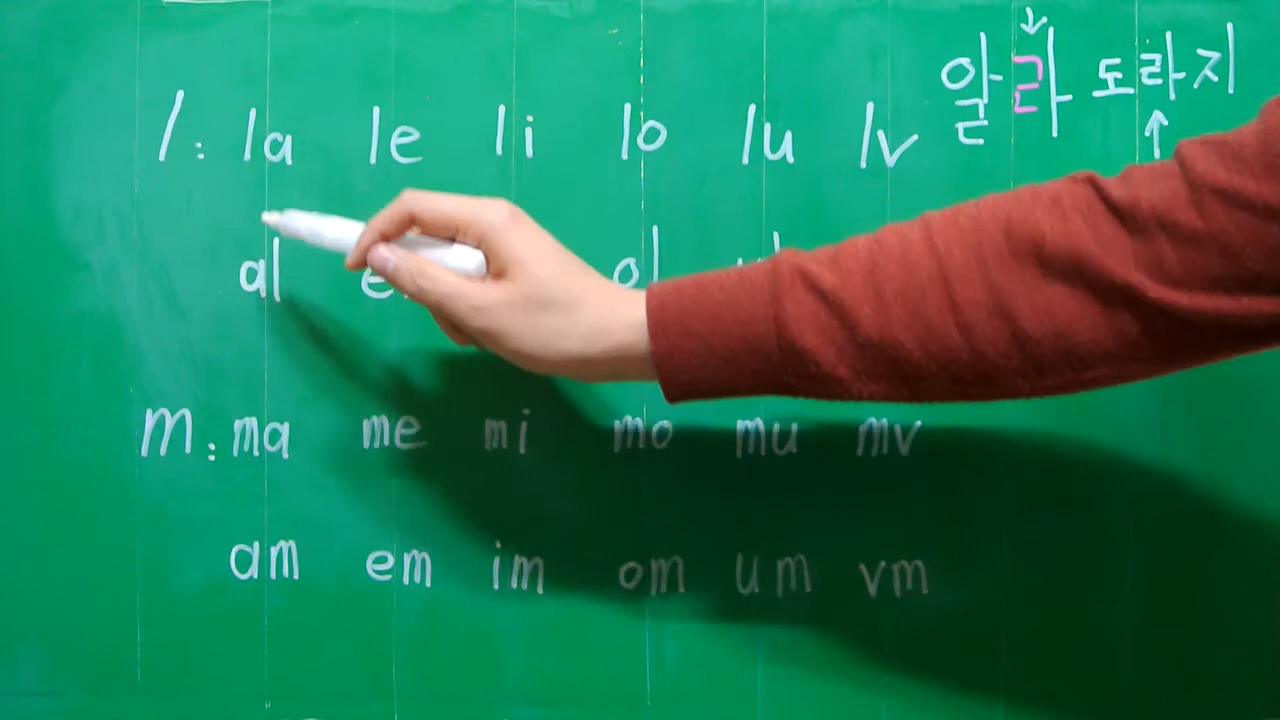 l: la le li lo lu lv 알라 도라지
al ol
m: ma me mi mo mu mv
am em im om um vm